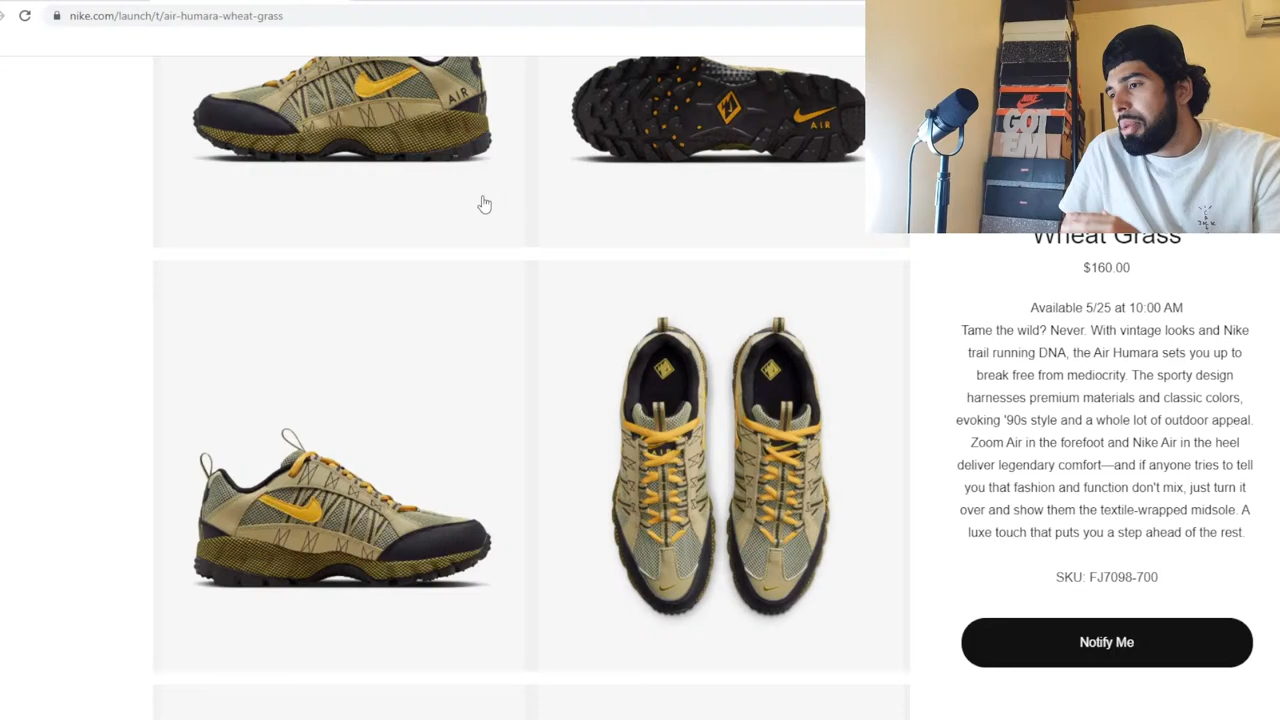 nike.com/launch/t/air-humara-wheat-grass
AIR
AIR
GOT
'EM
Wheat Grass
$160.00
Available 5/25 at 10:00 AM
Tame the wild? Never. With vintage looks and Nike
trail running DNA, the Air Humara sets you up to
break free from mediocrity. The sporty design
harnesses premium materials and classic colors,
evoking '90s style and a whole lot of outdoor appeal.
Zoom Air in the forefoot and Nike Air in the heel
deliver legendary comfort—and if anyone tries to tell
you that fashion and function don't mix, just turn it
over and show them the textile-wrapped midsole. A
luxe touch that puts you a step ahead of the rest.
SKU: FJ7098-700
Notify Me